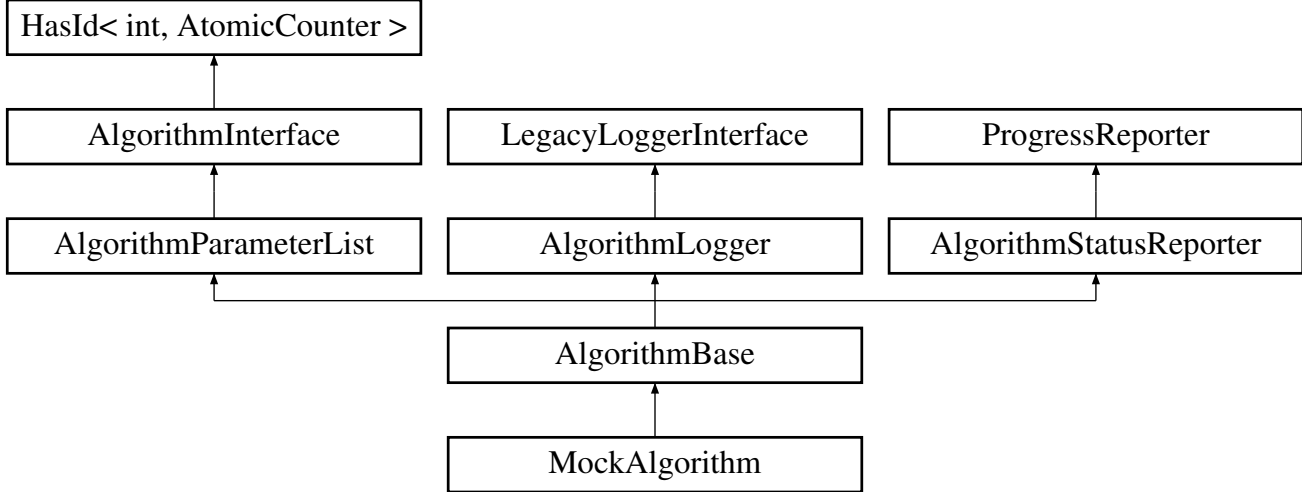 HasId< int, AtomicCounter >
AlgorithmInterface
LegacyLoggerInterface
ProgressReporter
AlgorithmParameterList
AlgorithmLogger
AlgorithmStatusReporter
AlgorithmBase
MockAlgorithm